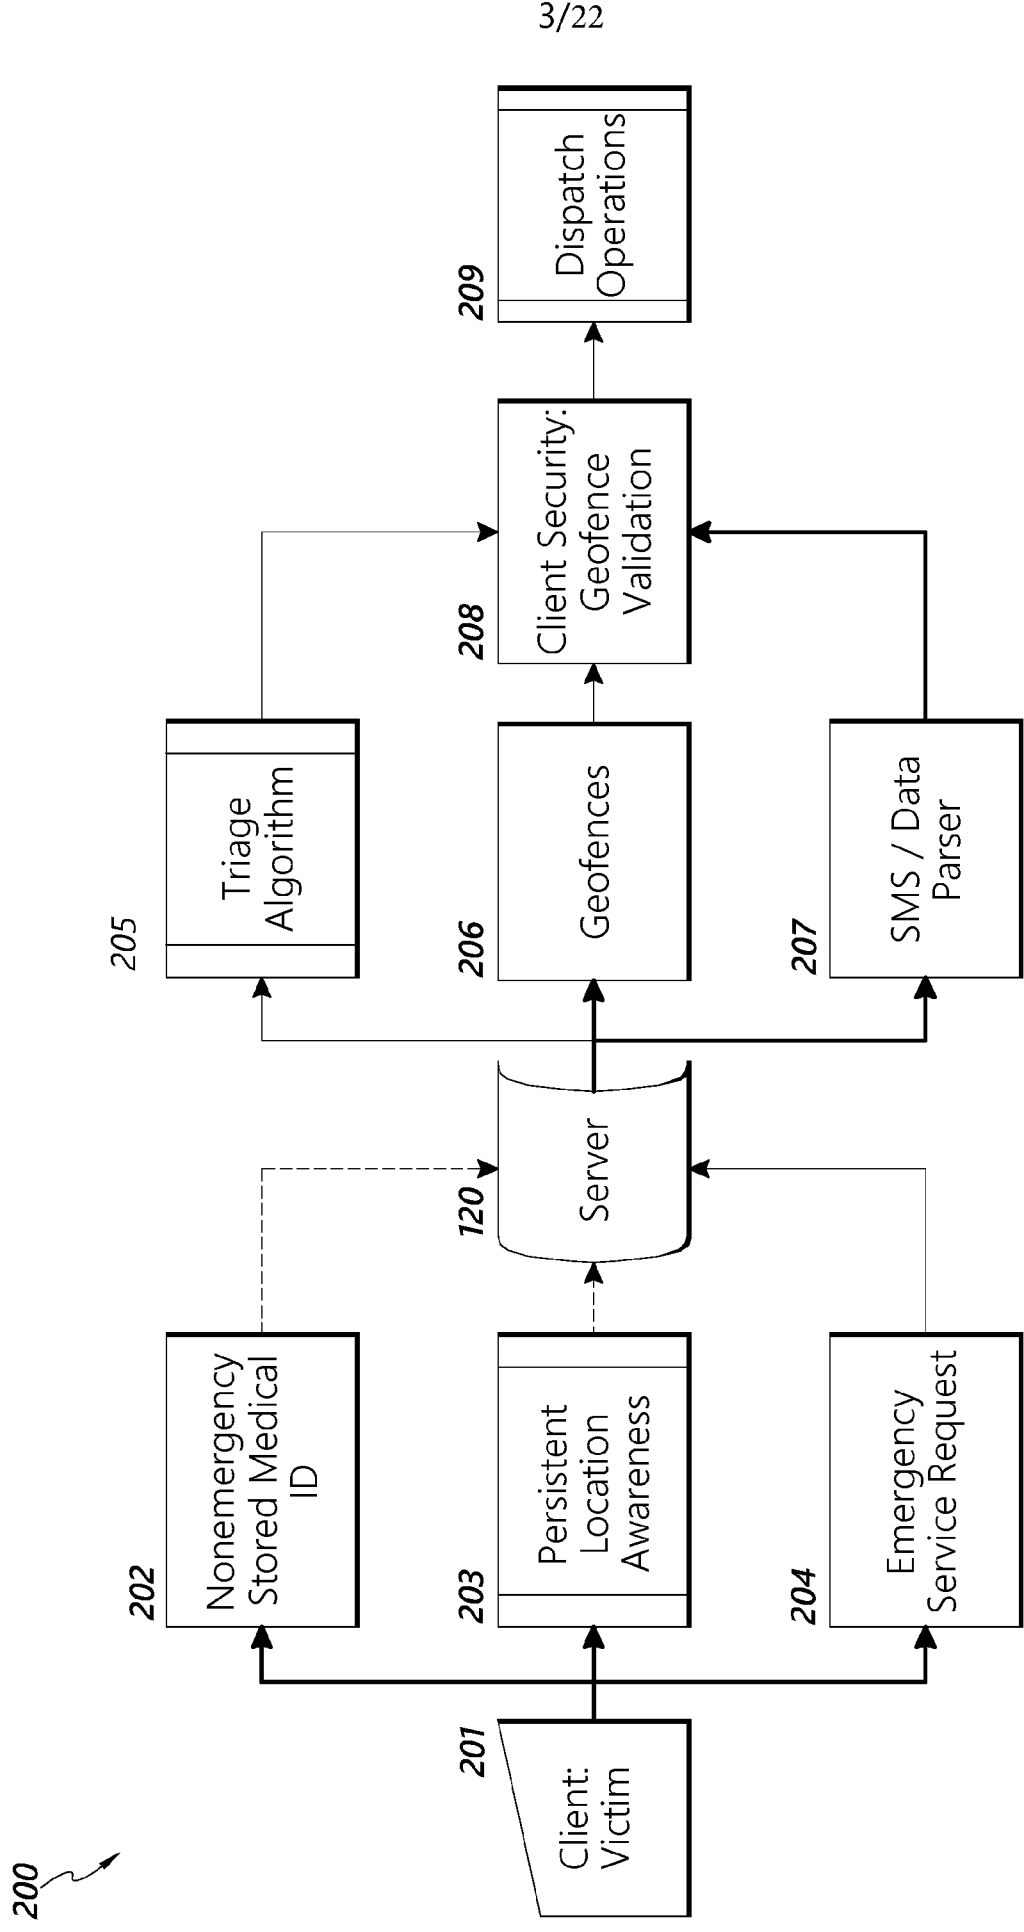 3/22
200
201
Client:
Victim
202
Nonemergency
Stored Medical
ID
203
Persistent
Location
Awareness
204
Emergency
Service Request
120
Server
205
Triage
Algorithm
206
Geofences
207
SMS / Data
Parser
208
Client Security:
Geofence
Validation
209
Dispatch
Operations